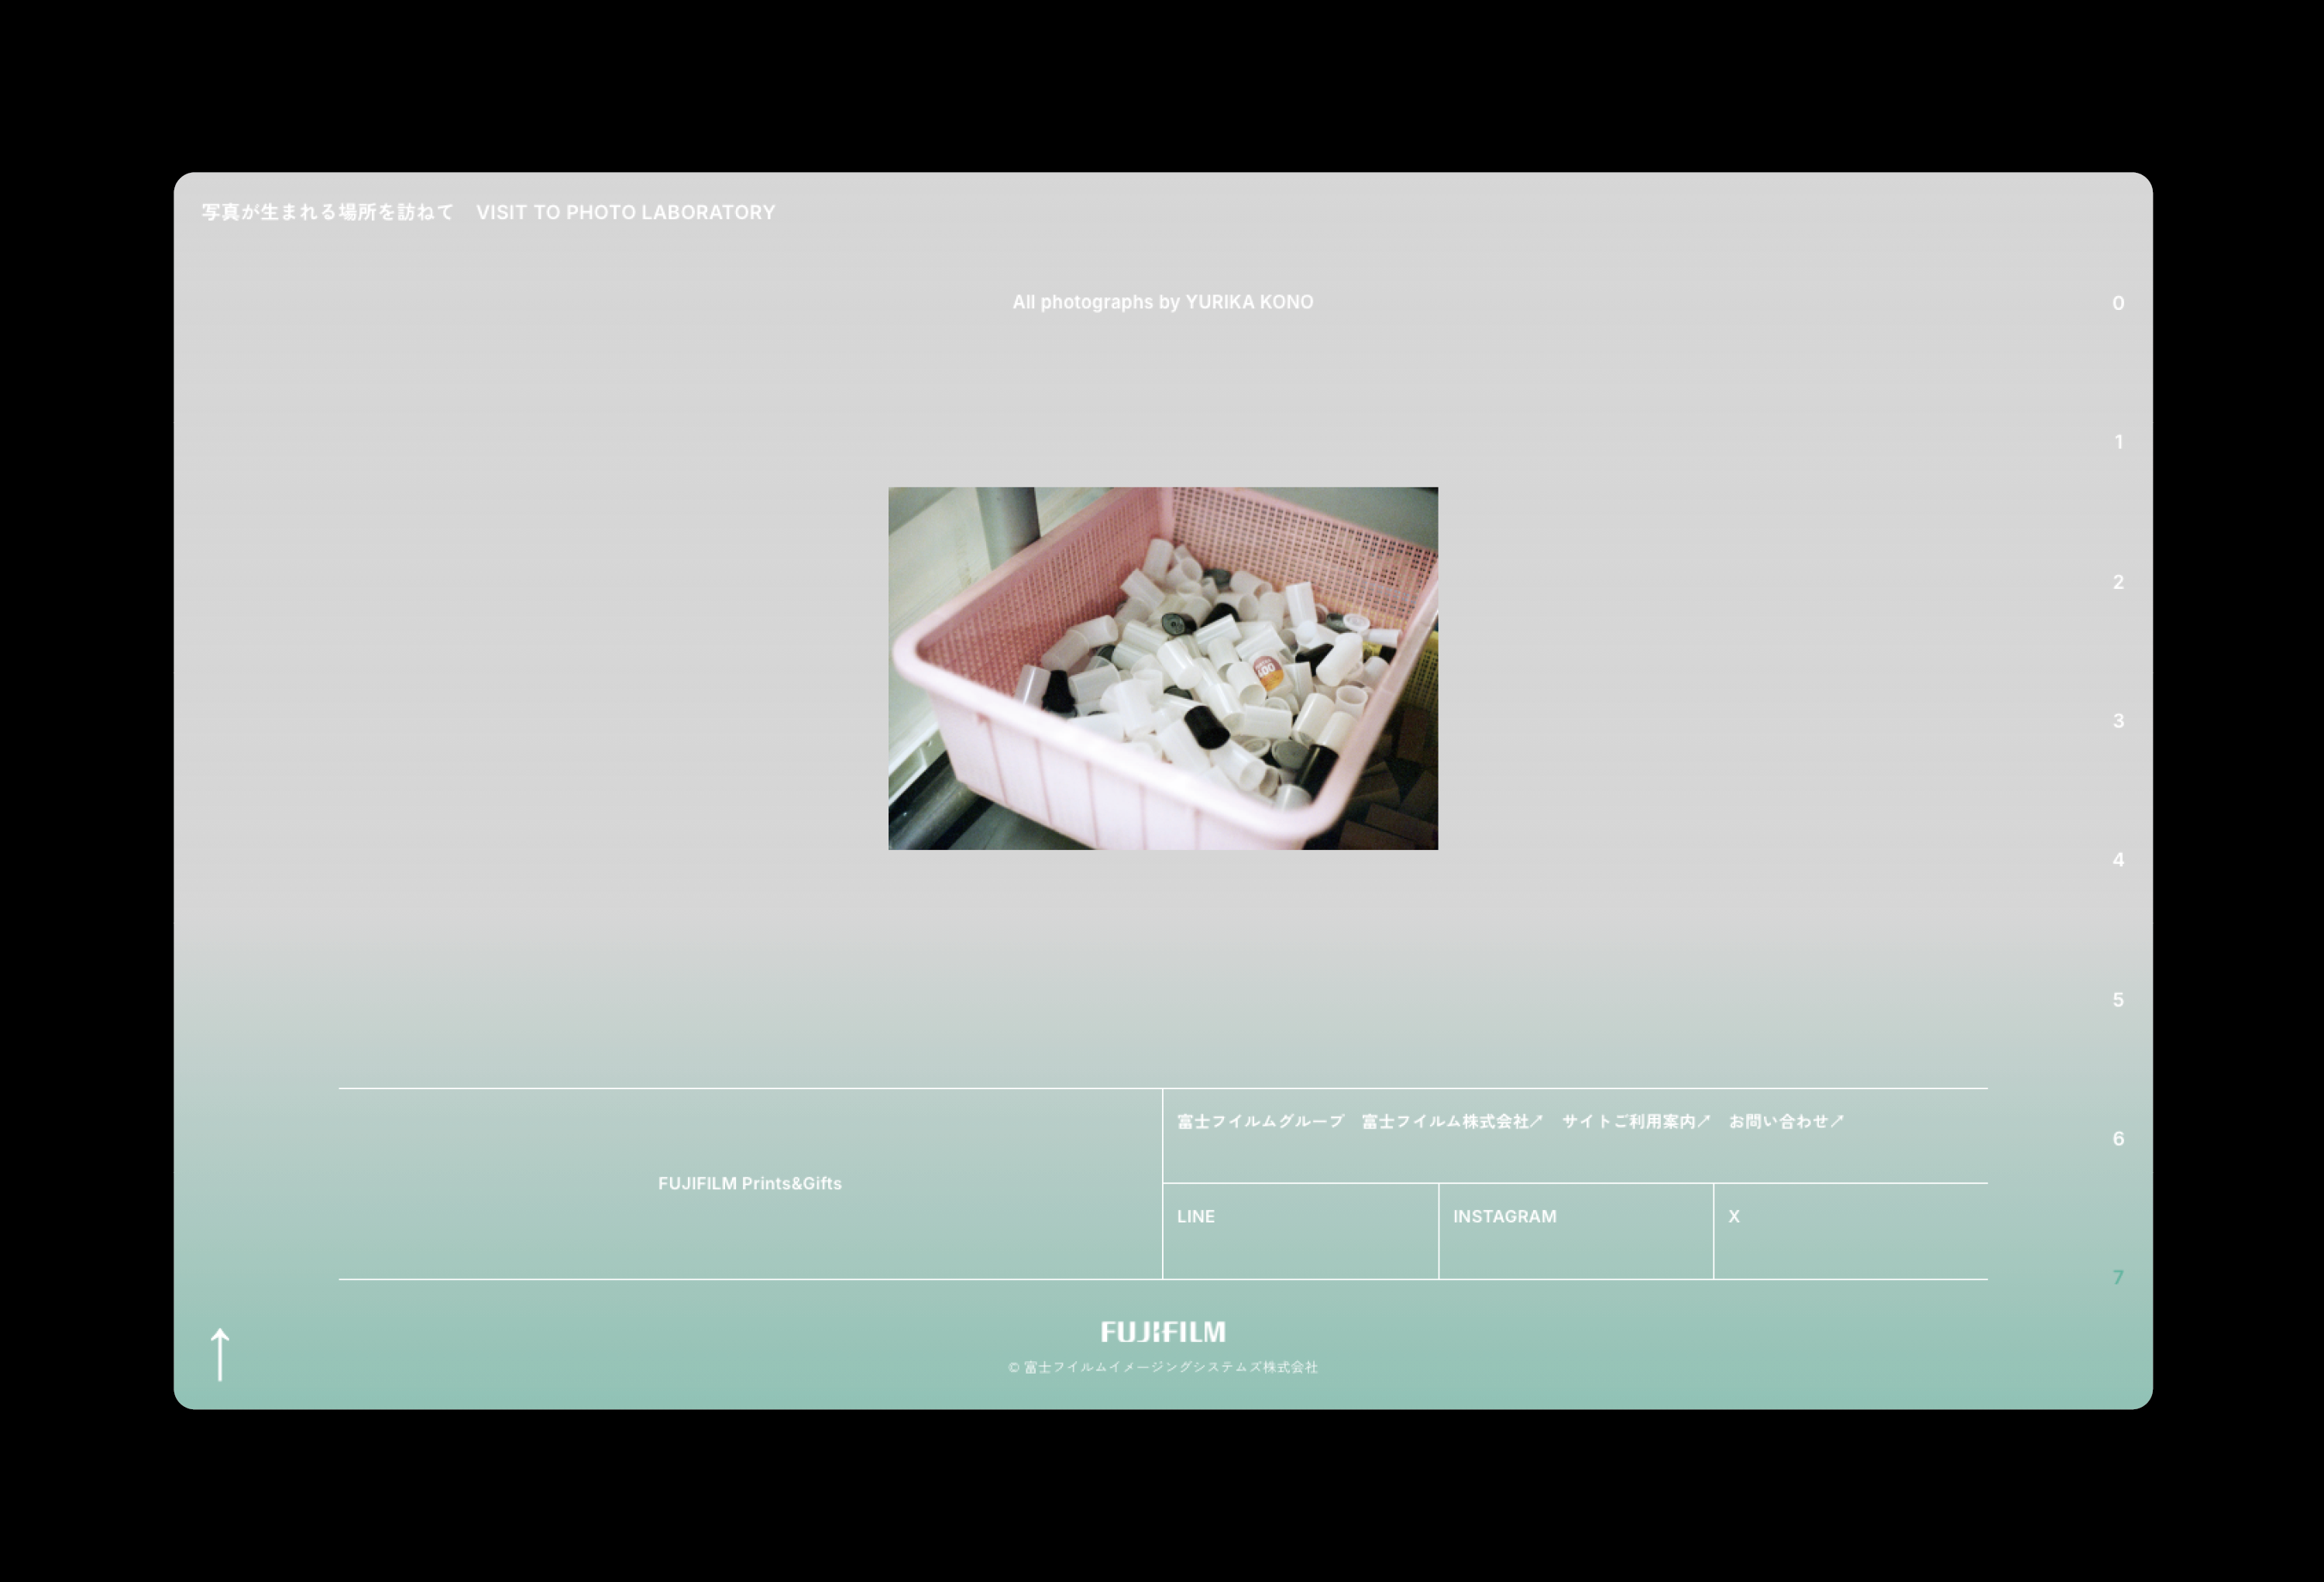 写真が生まれる場所を訪ねて VISIT TO PHOTO LABORATORY
All photographs by YURIKA KONO
0
1
2
400
3
4
5
富士フイルムグループ 富士フイルム株式会社↗ サイトご利用案内↗ お問い合わせ↗
6
FUJIFILM Prints&Gifts
LINE
INSTAGRAM
X
7
FUJIFILM
© 富士フイルムイメージングシステムズ株式会社